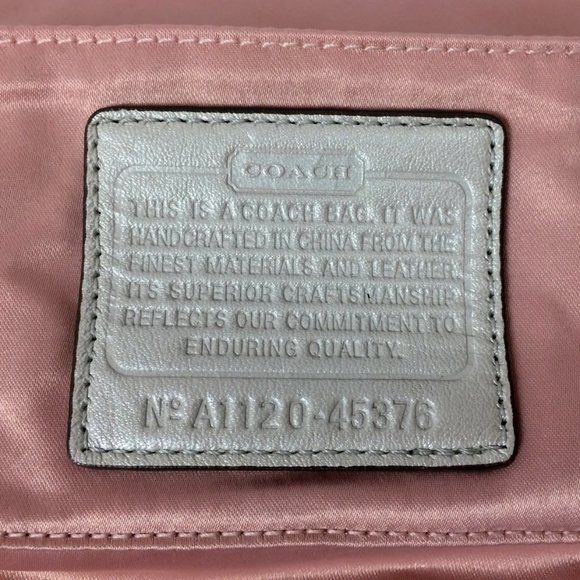 COACH
THIS IS A COACH BAG. IT WAS
HANDCRAFTED IN CHINA FROM THE
FINEST MATERIALS AND LEATHER.
ITS SUPERIOR CRAFTSMANSHIP
REFLECTS OUR COMMITMENT TO
ENDURING QUALITY.
Nº A1120-45376